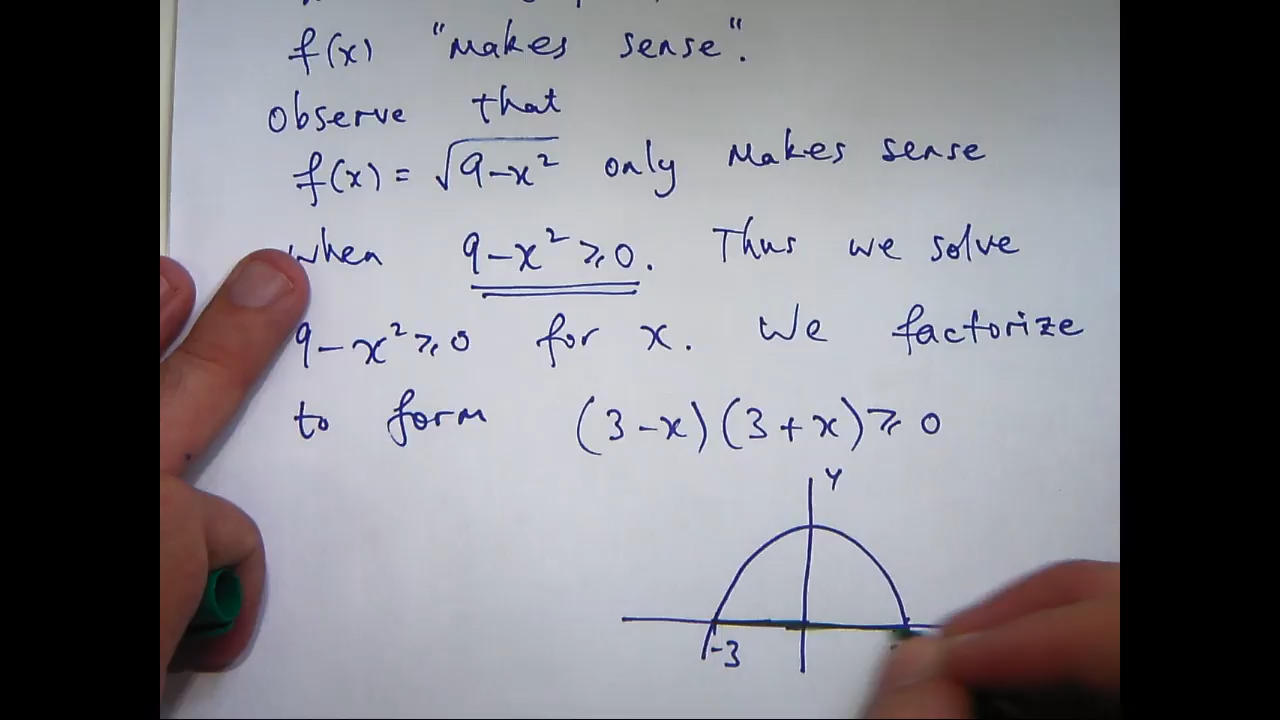 f(x) "makes sense".
observe that
f(x) = √9-x² only makes sense
when 9-x² ≥ 0. Thus we solve
9-x² ≥ 0 for x. We factorize
to form (3-x)(3+x) ≥ 0
y
-3